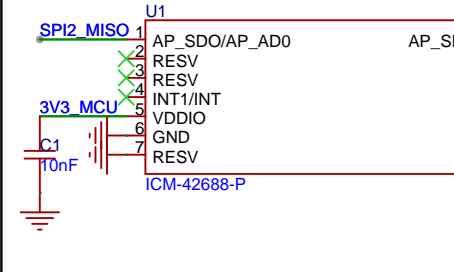 U1
SPI2_MISO 1 AP_SDO/AP_AD0 AP_S
2 RESV
3 RESV
4 INT1/INT
3V3_MCU 5 VDDIO
6 GND
7 RESV
C1
10nF
ICM-42688-P